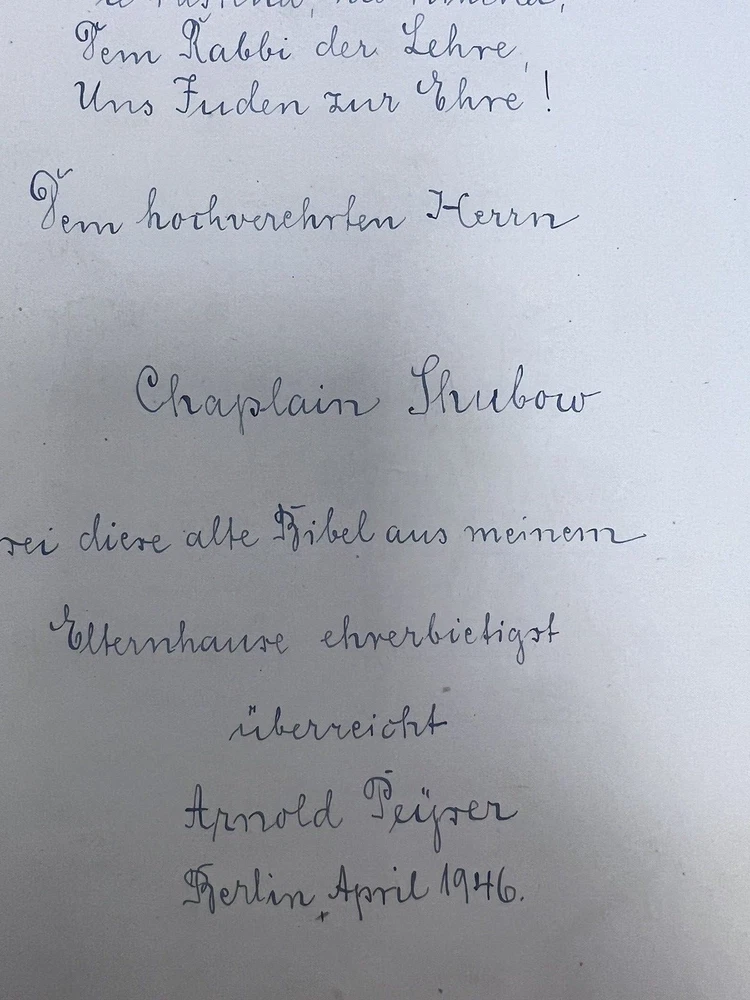 Dem Rabbi der Lehre,
Uns Juden zur Ehre!
Dem hochverehrten Herrn
Chaplain Shubow
sei diese alte Bibel aus meinem
Elternhause ehrerbietigst
überreicht
Arnold Peÿser
Berlin, April 1946.